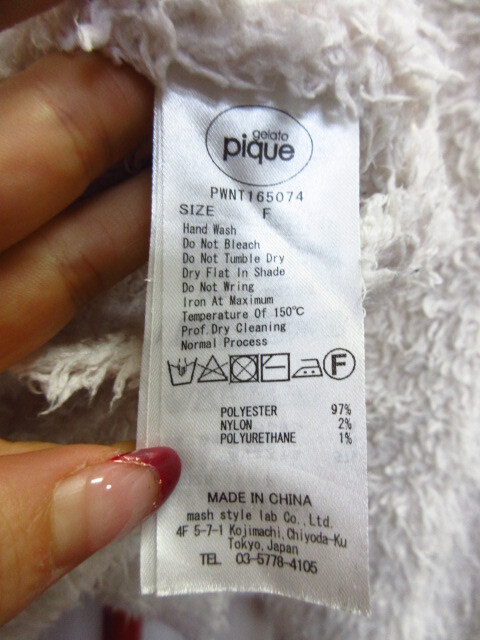 gelato
pique
PWNT165074
SIZE F
Hand Wash
Do Not Bleach
Do Not Tumble Dry
Dry Flat In Shade
Do Not Wring
Iron At Maximum
Temperature Of 150℃
Prof.Dry Cleaning
Normal Process
F
POLYESTER 97%
NYLON 2%
POLYURETHANE 1%
MADE IN CHINA
mash style lab Co.,Ltd.
4F 5-7-1 Kojimachi,Chiyoda-Ku
Tokyo,Japan
TEL 03-5778-4105